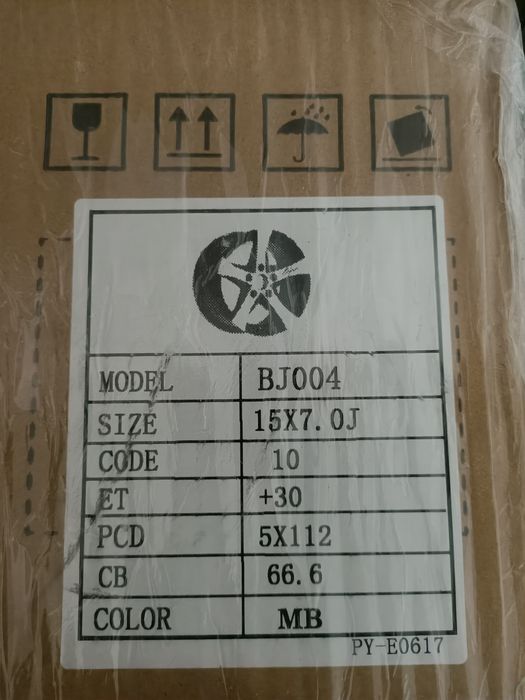 MODEL BJ004
SIZE 15X7.0J
CODE 10
ET +30
PCD 5X112
CB 66.6
COLOR MB
PY-E0617